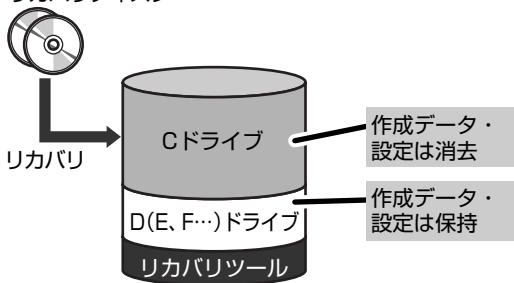 リカバリ
Cドライブ
作成データ・
設定は消去
D(E、F…)ドライブ
作成データ・
設定は保持
リカバリツール